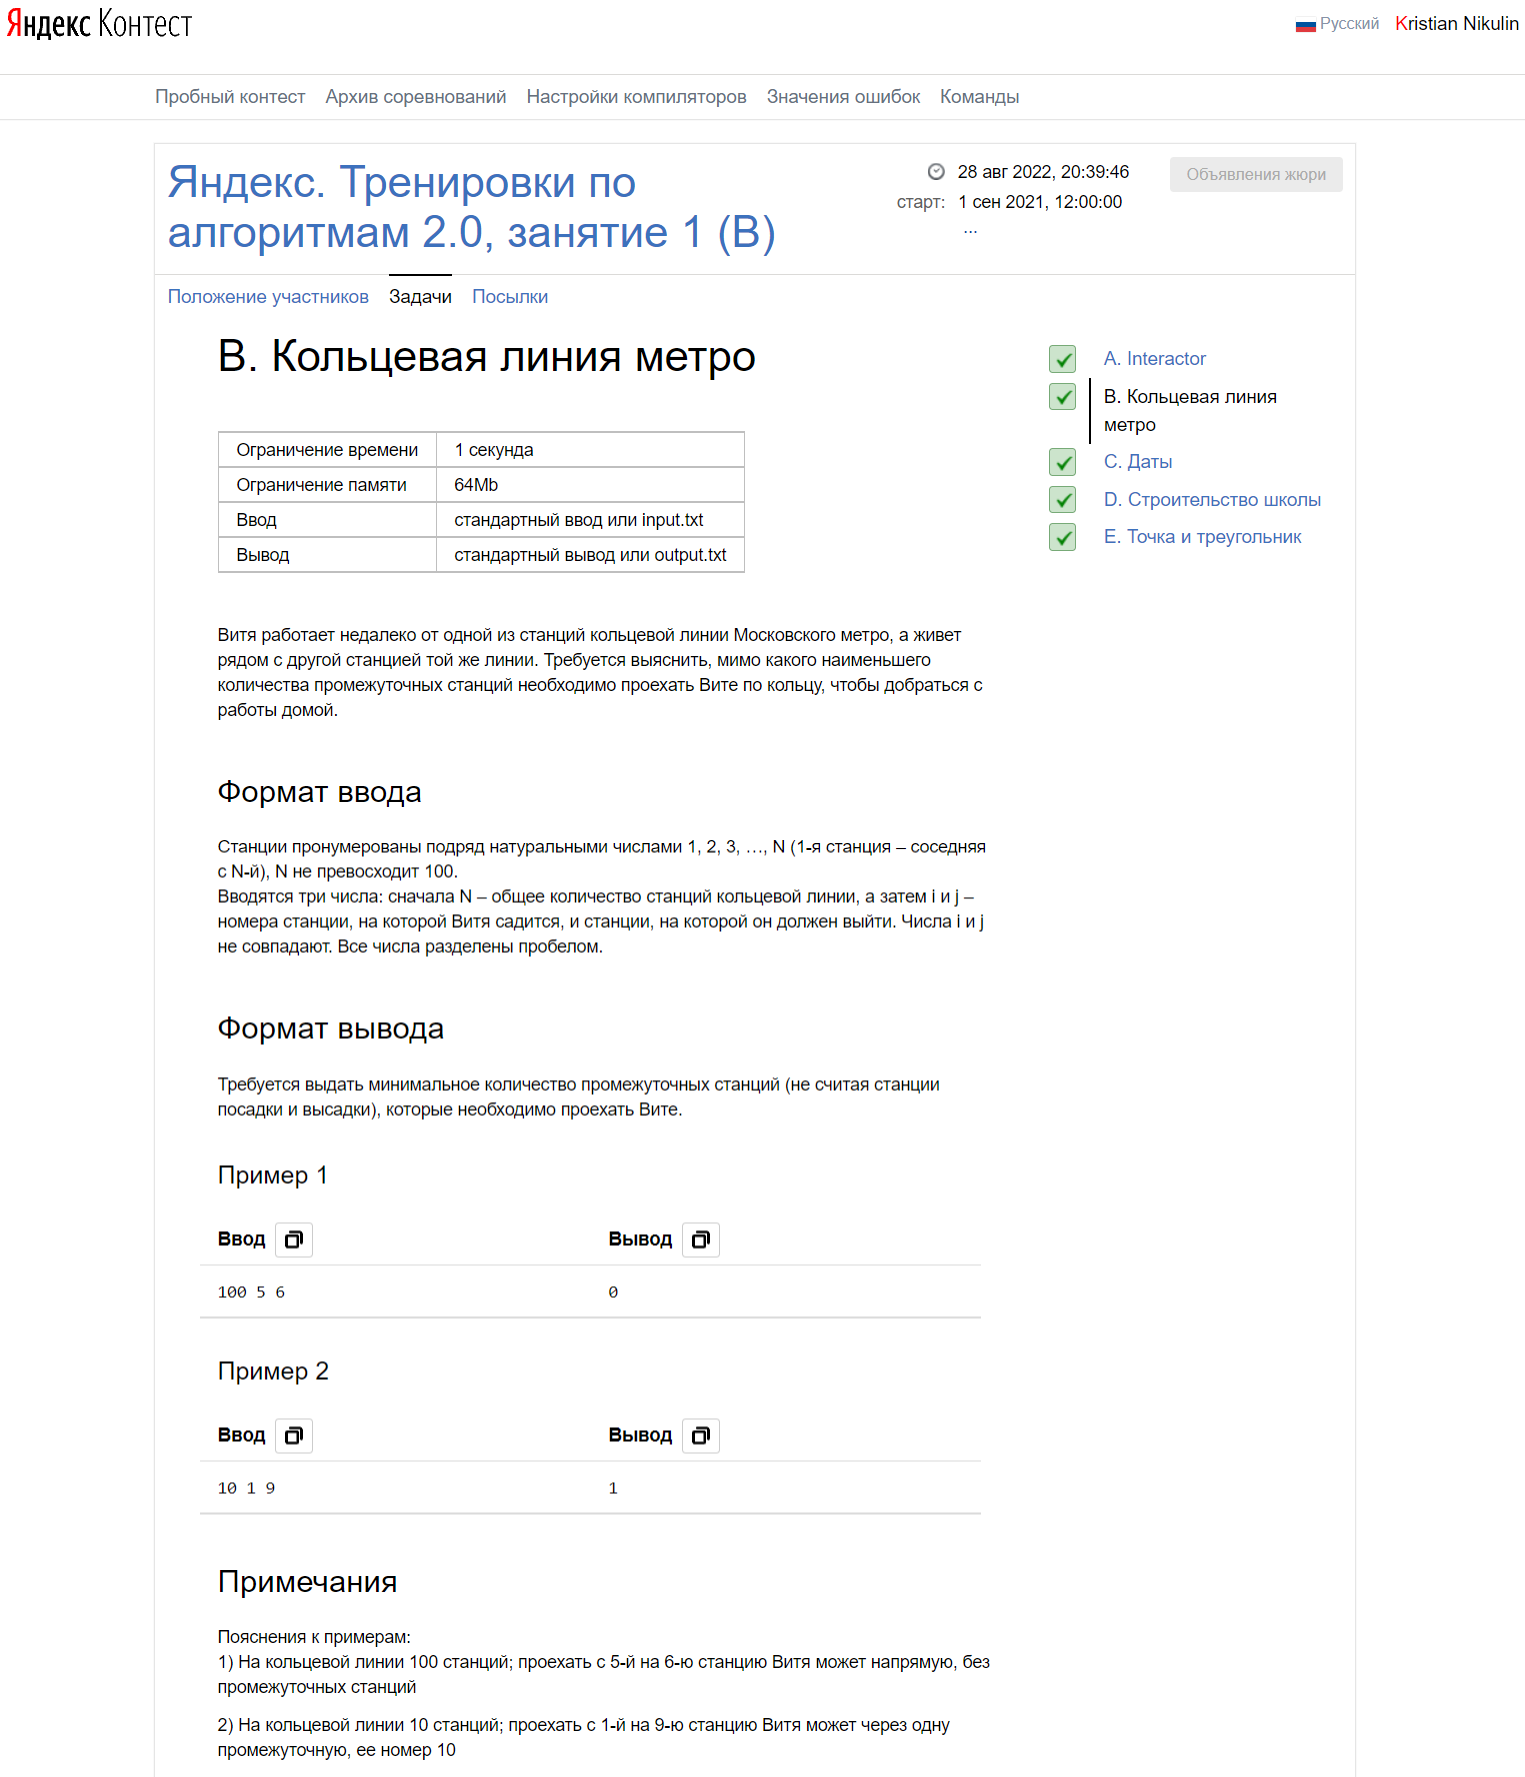 Яндекс Контест
Русский
Kristian Nikulin
Пробный контест Архив соревнований Настройки компиляторов Значения ошибок Команды
Яндекс. Тренировки по
алгоритмам 2.0, занятие 1 (B)
28 авг 2022, 20:39:46
старт: 1 сен 2021, 12:00:00
...
Объявления жюри
Положение участников Задачи Посылки
B. Кольцевая линия метро
Ограничение времени 1 секунда
Ограничение памяти 64Mb
Ввод стандартный ввод или input.txt
Вывод стандартный вывод или output.txt
A. Interactor
B. Кольцевая линия
метро
C. Даты
D. Строительство школы
E. Точка и треугольник
Витя работает недалеко от одной из станций кольцевой линии Московского метро, а живет
рядом с другой станцией той же линии. Требуется выяснить, мимо какого наименьшего
количества промежуточных станций необходимо проехать Вите по кольцу, чтобы добраться с
работы домой.
Формат ввода
Станции пронумерованы подряд натуральными числами 1, 2, 3, …, N (1-я станция – соседняя
с N-й), N не превосходит 100.
Вводятся три числа: сначала N – общее количество станций кольцевой линии, а затем i и j –
номера станции, на которой Витя садится, и станции, на которой он должен выйти. Числа i и j
не совпадают. Все числа разделены пробелом.
Формат вывода
Требуется выдать минимальное количество промежуточных станций (не считая станции
посадки и высадки), которые необходимо проехать Вите.
Пример 1
Ввод Вывод
100 5 6 0
Пример 2
Ввод Вывод
10 1 9 1
Примечания
Пояснения к примерам:
1) На кольцевой линии 100 станций; проехать с 5-й на 6-ю станцию Витя может напрямую, без
промежуточных станций
2) На кольцевой линии 10 станций; проехать с 1-й на 9-ю станцию Витя может через одну
промежуточную, ее номер 10